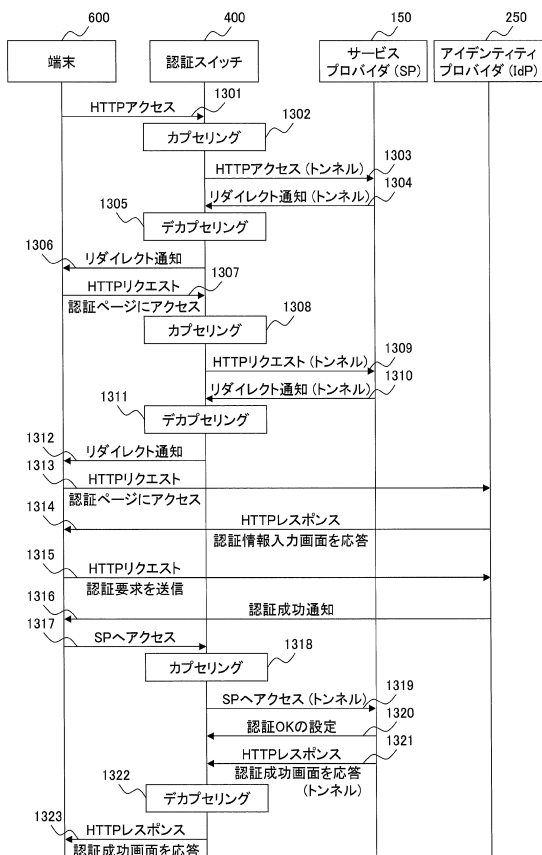 600
400
150
250
端末
認証スイッチ
サービス
プロバイダ(SP)
アイデンティティ
プロバイダ(IdP)
HTTPアクセス
1301
カプセリング
1302
HTTPアクセス(トンネル)
1303
リダイレクト通知(トンネル)
1304
1305
デカプセリング
1306
リダイレクト通知
HTTPリクエスト
1307
認証ページにアクセス
カプセリング
1308
HTTPリクエスト(トンネル)
1309
リダイレクト通知(トンネル)
1310
1311
デカプセリング
1312
リダイレクト通知
1313
HTTPリクエスト
認証ページにアクセス
1314
HTTPレスポンス
認証情報入力画面を応答
1315
HTTPリクエスト
認証要求を送信
1316
認証成功通知
1317
SPへアクセス
カプセリング
1318
SPへアクセス(トンネル)
1319
認証OKの設定
1320
HTTPレスポンス
1321
認証成功画面を応答
(トンネル)
1322
デカプセリング
1323
HTTPレスポンス
認証成功画面を応答